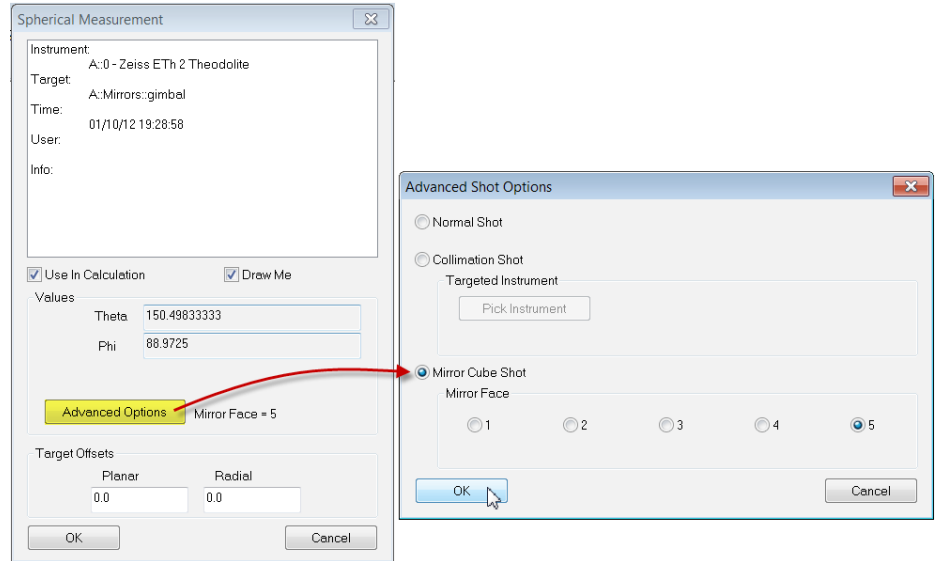 Spherical Measurement
Instrument:
A::0 - Zeiss ETh 2 Theodolite
Target:
A::Mirrors::gimbal
Time:
01/10/12 19:28:58
User:
Info:
Use In Calculation
Draw Me
Values
Theta 150.49833333
Phi 88.9725
Advanced Options Mirror Face = 5
Target Offsets
Planar Radial
0.0 0.0
OK Cancel
Advanced Shot Options
Normal Shot
Collimation Shot
Targeted Instrument
Pick Instrument
Mirror Cube Shot
Mirror Face
1 2 3 4 5
OK Cancel